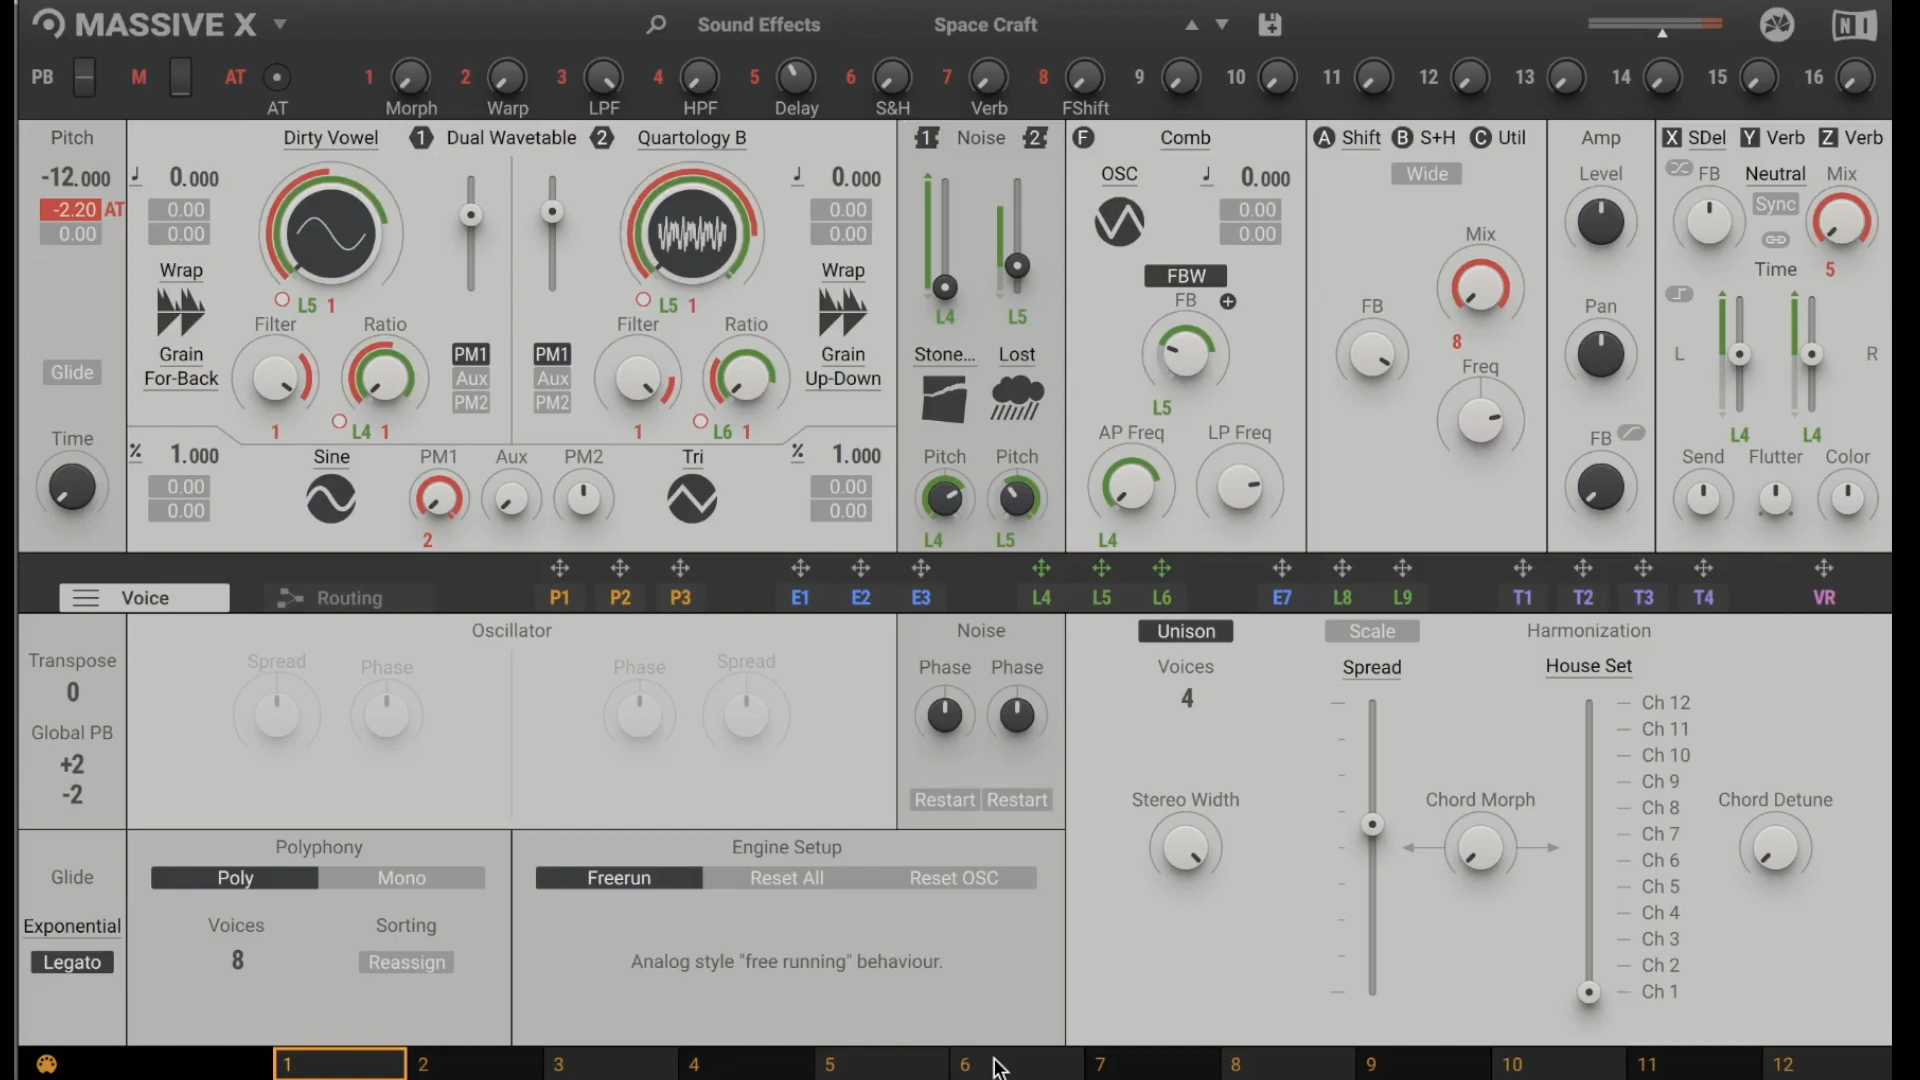 MASSIVE X Sound Effects Space Craft NI
PB M AT 1 2 3 4 5 6 7 8 9 10 11 12 13 14 15 16
AT Morph Warp LPF HPF Delay S&H Verb FShift
Pitch Dirty Vowel 1 Dual Wavetable 2 Quartology B 1 Noise 2 F Comb A Shift B S+H C Util Amp X SDel Y Verb Z Verb
-12.000 0.000 0.000 OSC 0.000 Wide Level FB Neutral Mix
-2.20 AT 0.00 0.00 0.00 Sync
0.00 0.00 0.00 0.00 Mix
Wrap Wrap FBW Time 5
L5 1 L5 1 L4 L5 FB FB Pan
Filter Ratio Filter Ratio 8
Grain PM1 PM1 Grain Stone... Lost L R
Glide For-Back Aux Aux Up-Down Freq
PM2 PM2 L5
1 L4 1 1 L6 1 AP Freq LP Freq FB L4 L4
Time % 1.000 Sine PM1 Aux PM2 Tri % 1.000 Pitch Pitch Send Flutter Color
0.00 0.00
0.00 0.00
2 L4 L5 L4
Voice Routing P1 P2 P3 E1 E2 E3 L4 L5 L6 E7 L8 L9 T1 T2 T3 T4 VR
Oscillator Noise Unison Scale Harmonization
Transpose Spread Phase Phase Spread Phase Phase Voices Spread House Set
0 4
Ch 12
Global PB Ch 11
+2 Ch 10
-2 Ch 9
Restart Restart Stereo Width Chord Morph Ch 8 Chord Detune
Ch 7
Polyphony Engine Setup Ch 6
Glide Poly Mono Freerun Reset All Reset OSC Ch 5
Exponential Voices Sorting Ch 4
Ch 3
Legato 8 Reassign Analog style "free running" behaviour. Ch 2
Ch 1
1 2 3 4 5 6 7 8 9 10 11 12